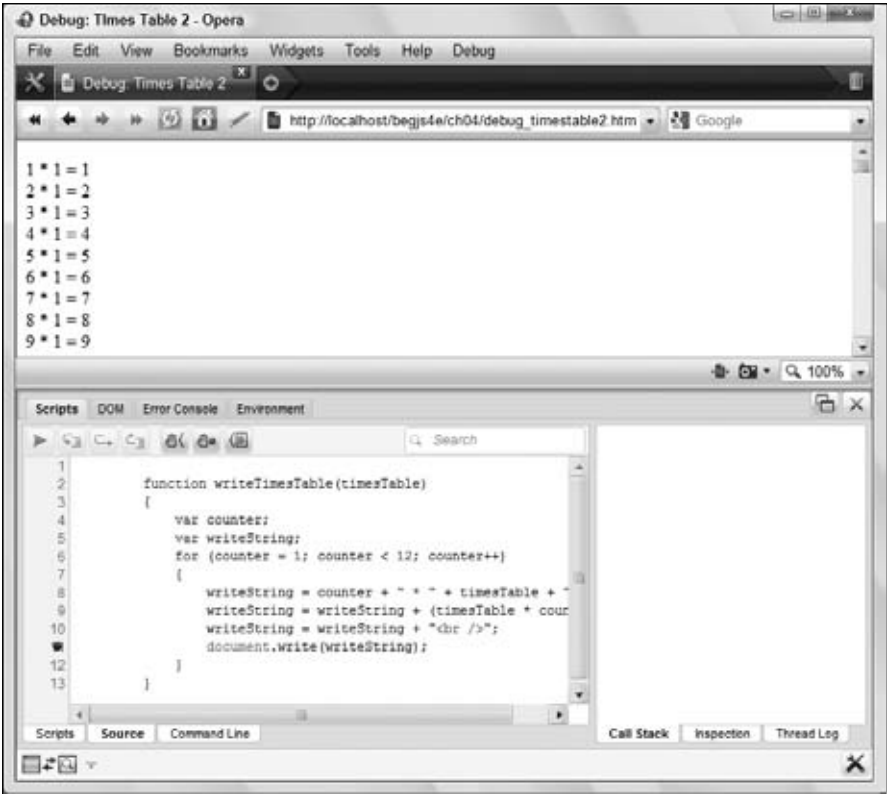 Debug: TImes Table 2 - Opera
File Edit View Bookmarks Widgets Tools Help Debug
Debug: Times Table 2
http://localhost/begjs4e/ch04/debug_timestable2.htm Google
1 * 1 = 1
2 * 1 = 2
3 * 1 = 3
4 * 1 = 4
5 * 1 = 5
6 * 1 = 6
7 * 1 = 7
8 * 1 = 8
9 * 1 = 9
100%
Scripts DOM Error Console Environment
Search
1
2 function writeTimesTable(timesTable)
3 {
4 var counter;
5 var writeString;
6 for (counter = 1; counter < 12; counter++)
7 {
8 writeString = counter + " * " + timesTable + "
9 writeString = writeString + (timesTable * coun
10 writeString = writeString + "<br />";
document.write(writeString);
12 }
13 }
Scripts Source Command Line Call Stack Inspection Thread Log